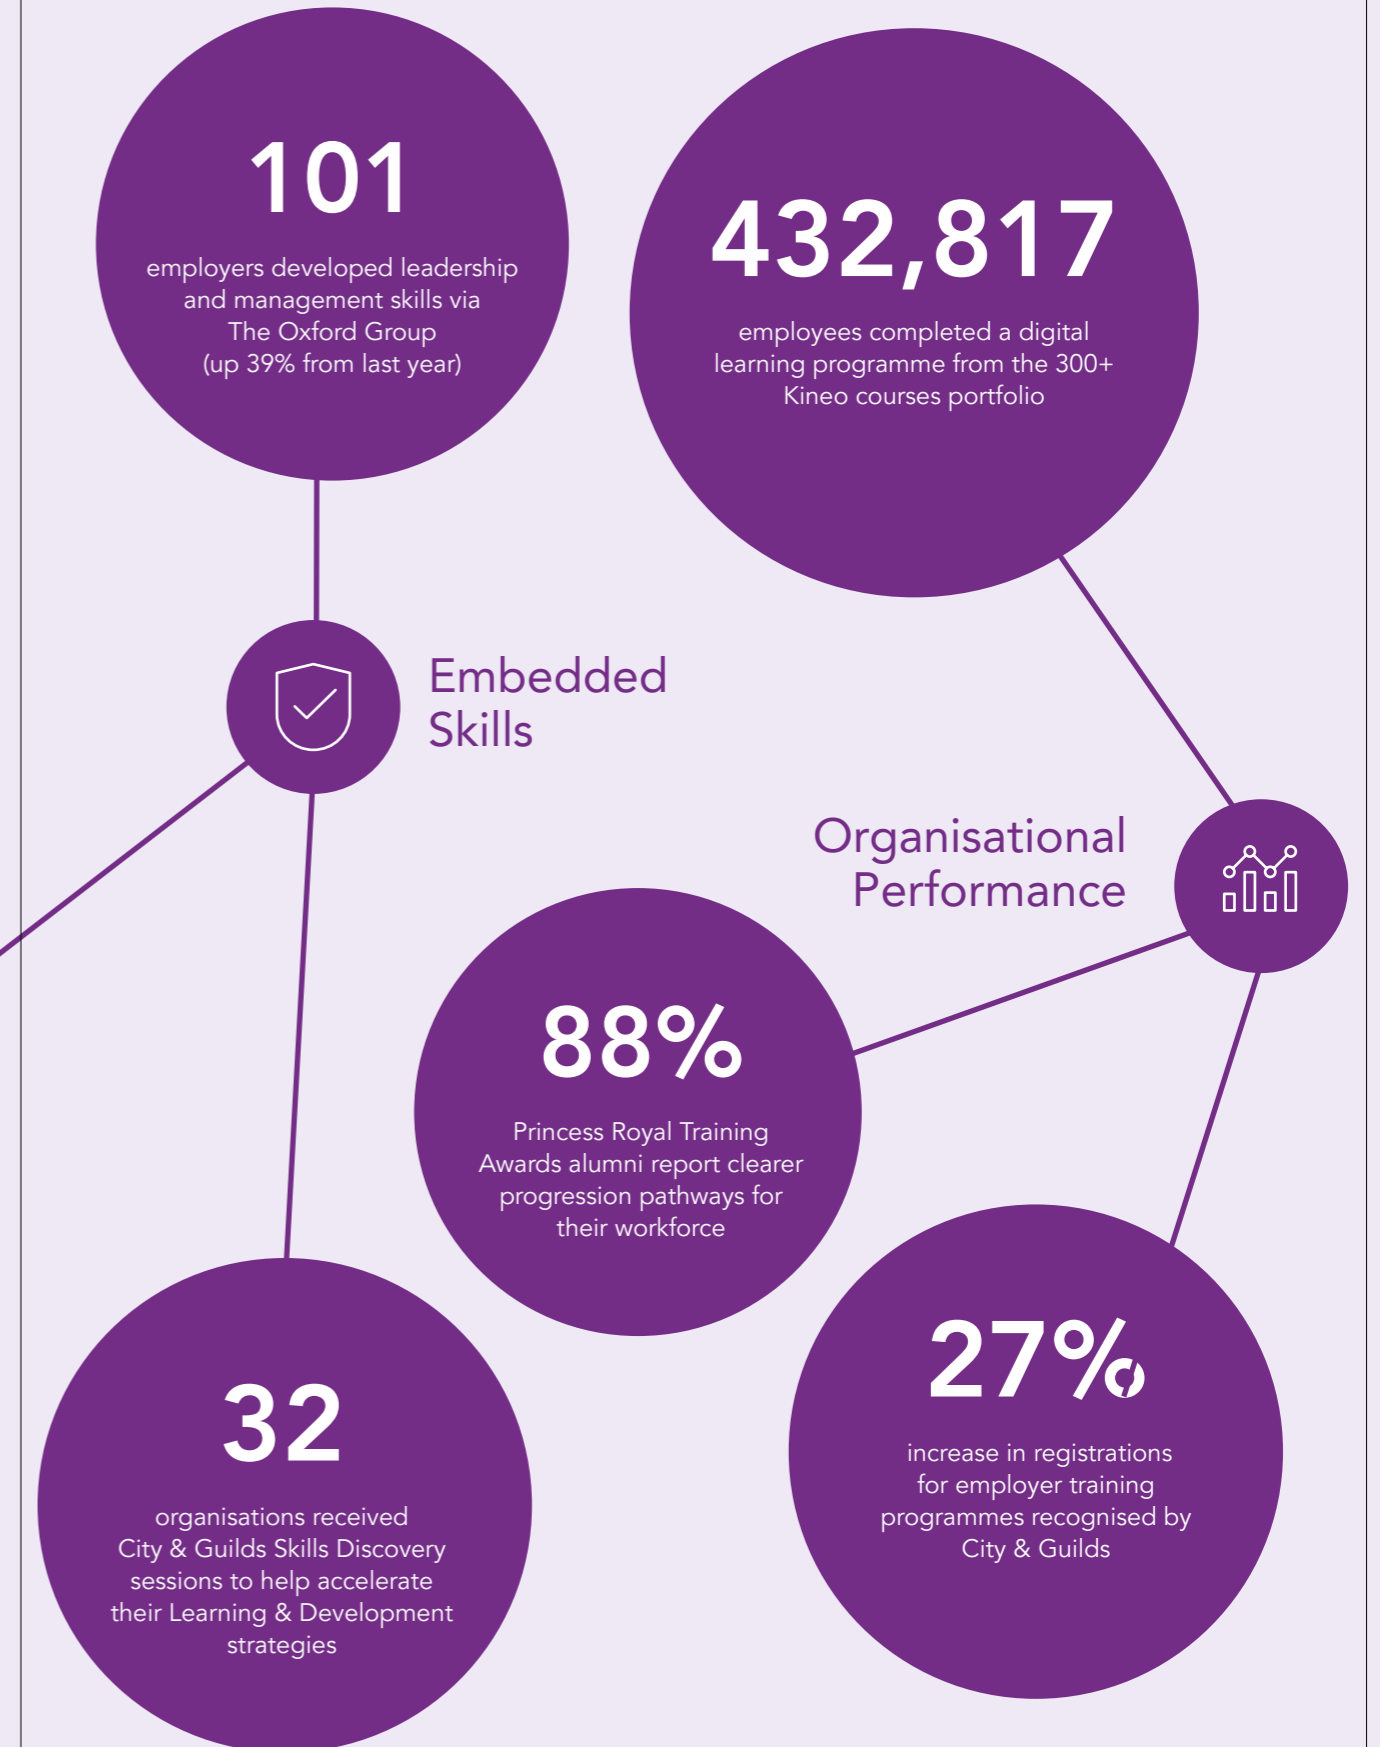 101
employers developed leadership
and management skills via
The Oxford Group
(up 39% from last year)
432,817
employees completed a digital
learning programme from the 300+
Kineo courses portfolio
Embedded
Skills
Organisational
Performance
88%
Princess Royal Training
Awards alumni report clearer
progression pathways for
their workforce
27%
increase in registrations
for employer training
programmes recognised by
City & Guilds
32
organisations received
City & Guilds Skills Discovery
sessions to help accelerate
their Learning & Development
strategies